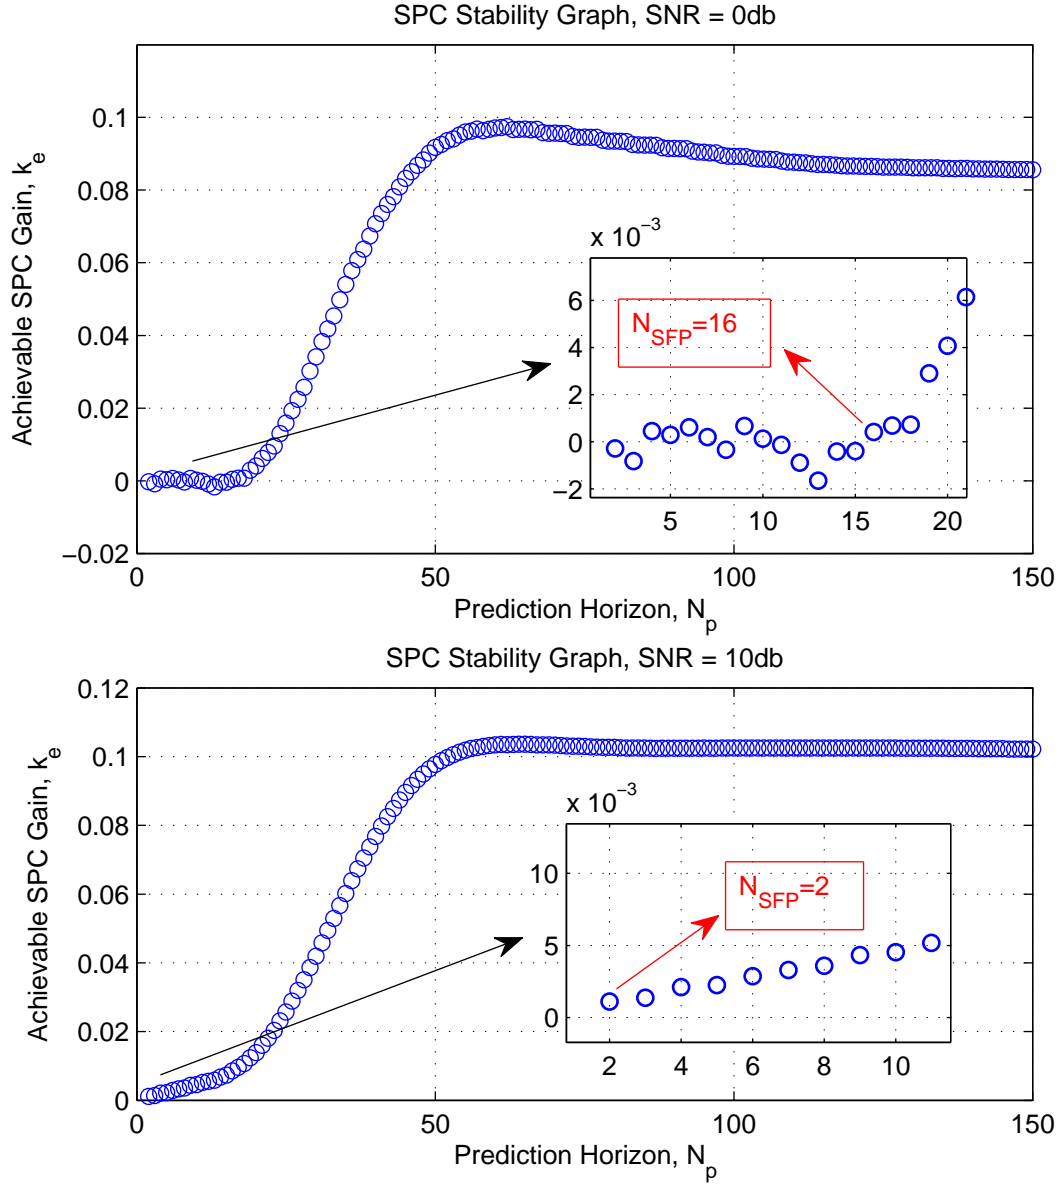 SPC Stability Graph, SNR = 0db
Achievable SPC Gain, k_e
0.1
0.08
0.06
0.04
0.02
0
−0.02
0 50 100 150
Prediction Horizon, N_p
x 10^-3
6
4
2
0
−2
5 10 15 20
N_SFP=16
SPC Stability Graph, SNR = 10db
Achievable SPC Gain, k_e
0.12
0.1
0.08
0.06
0.04
0.02
0
0 50 100 150
Prediction Horizon, N_p
x 10^-3
10
5
0
2 4 6 8 10
N_SFP=2